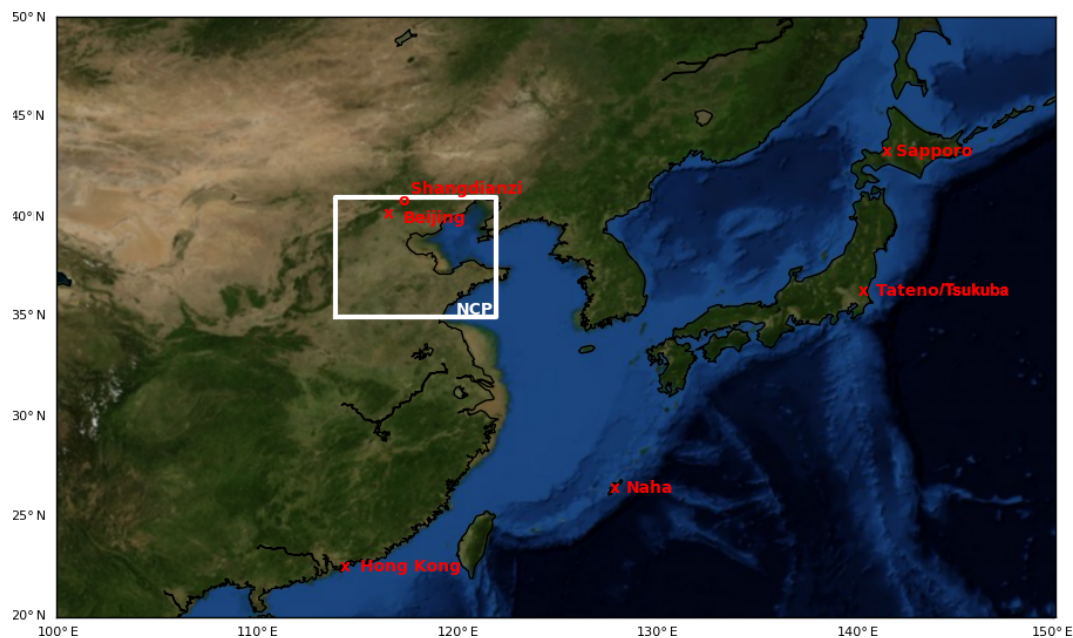 50°N
45°N
40°N
35°N
30°N
25°N
20°N
Sapporo
Shangdianzi
Beijing
Tateno/Tsukuba
NCP
Naha
Hong Kong
100°E
110°E
120°E
130°E
140°E
150°E